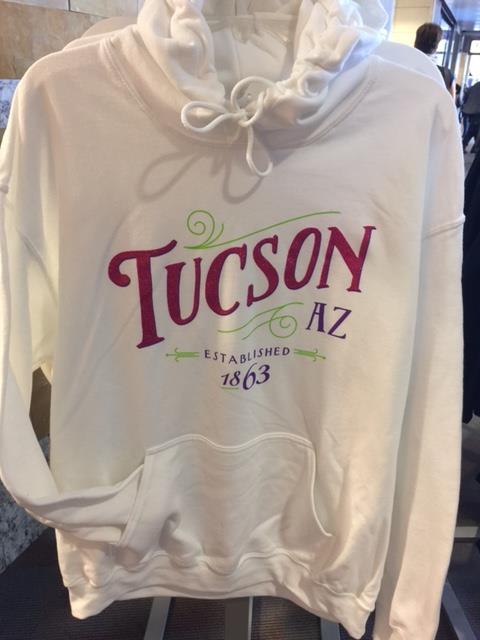 TUCSON
AZ
ESTABLISHED
1863